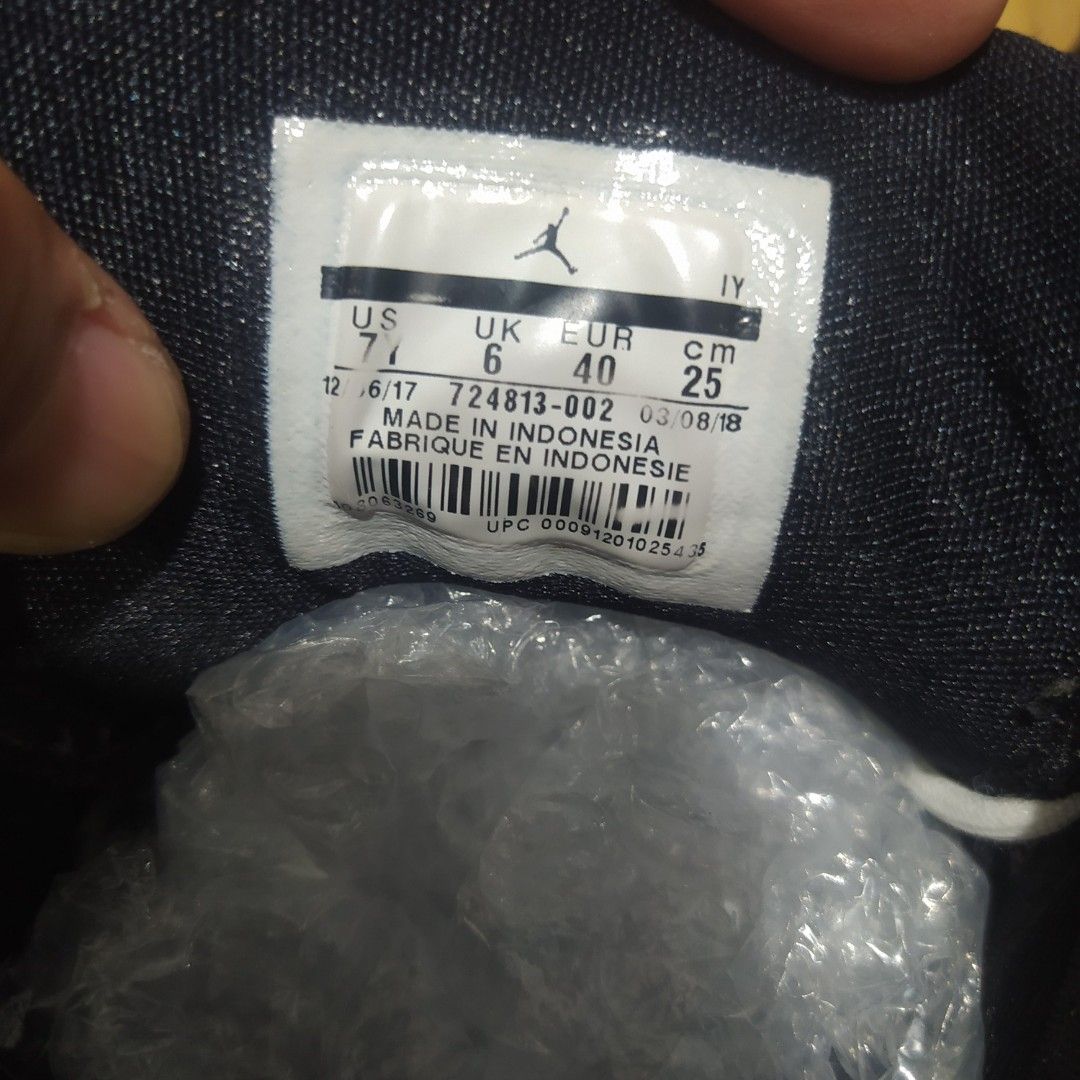 IY
US UK EUR cm
7Y 6 40 25
724813-002 03/08/18
MADE IN INDONESIA
FABRIQUE EN INDONESIE
UPC 00091201025435